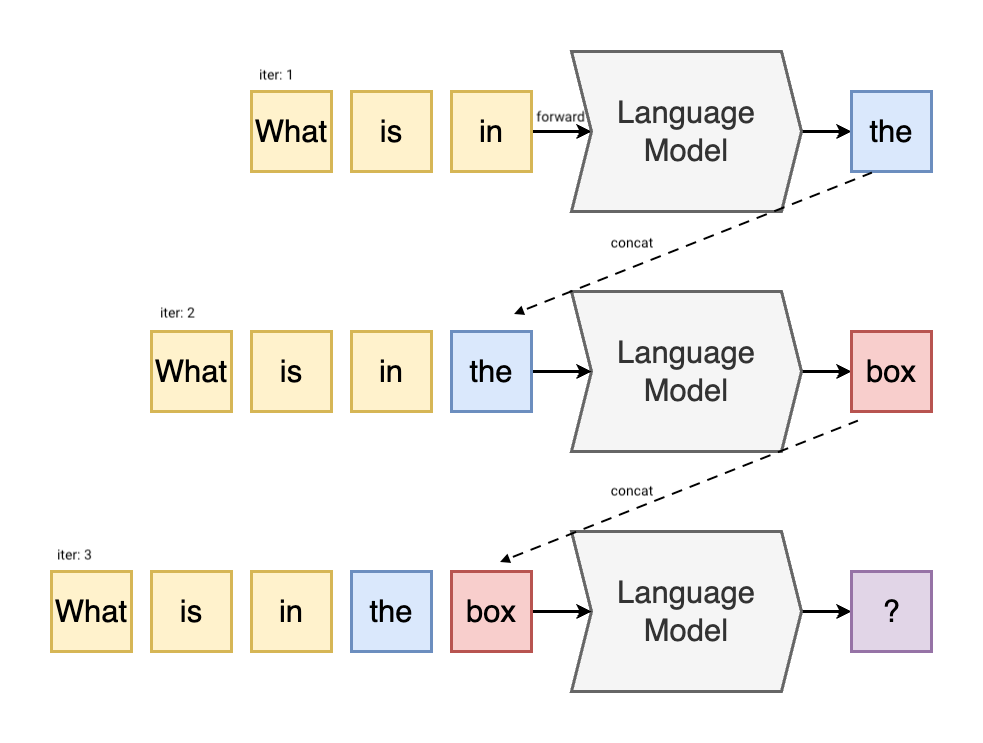 iter: 1
What is in forward Language Model the
concat
iter: 2
What is in the Language Model box
concat
iter: 3
What is in the box Language Model ?